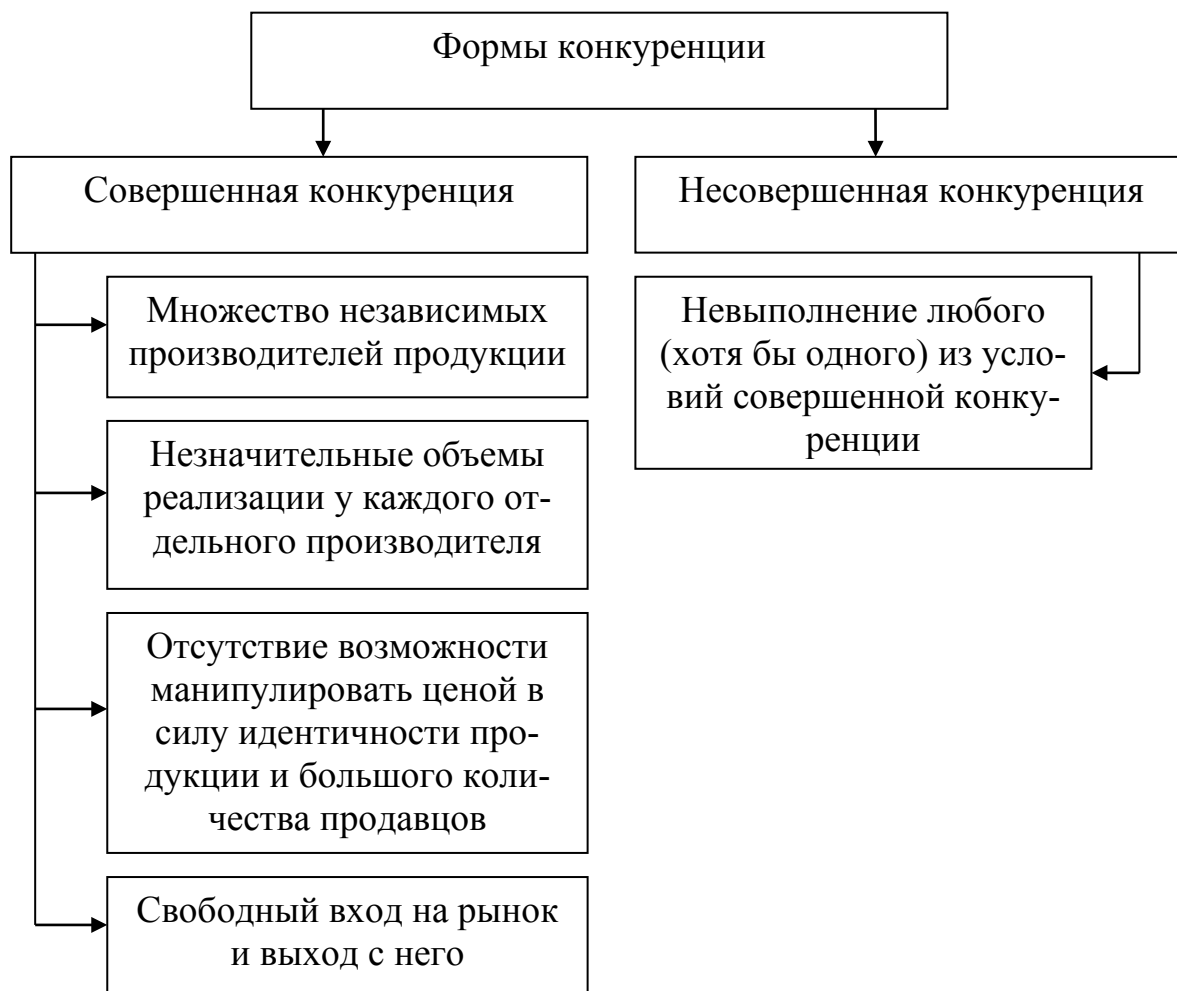 Формы конкуренции
Совершенная конкуренция
Несовершенная конкуренция
Множество независимых
производителей продукции
Невыполнение любого
(хотя бы одного) из усло-
вий совершенной конку-
ренции
Незначительные объемы
реализации у каждого от-
дельного производителя
Отсутствие возможности
манипулировать ценой в
силу идентичности про-
дукции и большого коли-
чества продавцов
Свободный вход на рынок
и выход с него